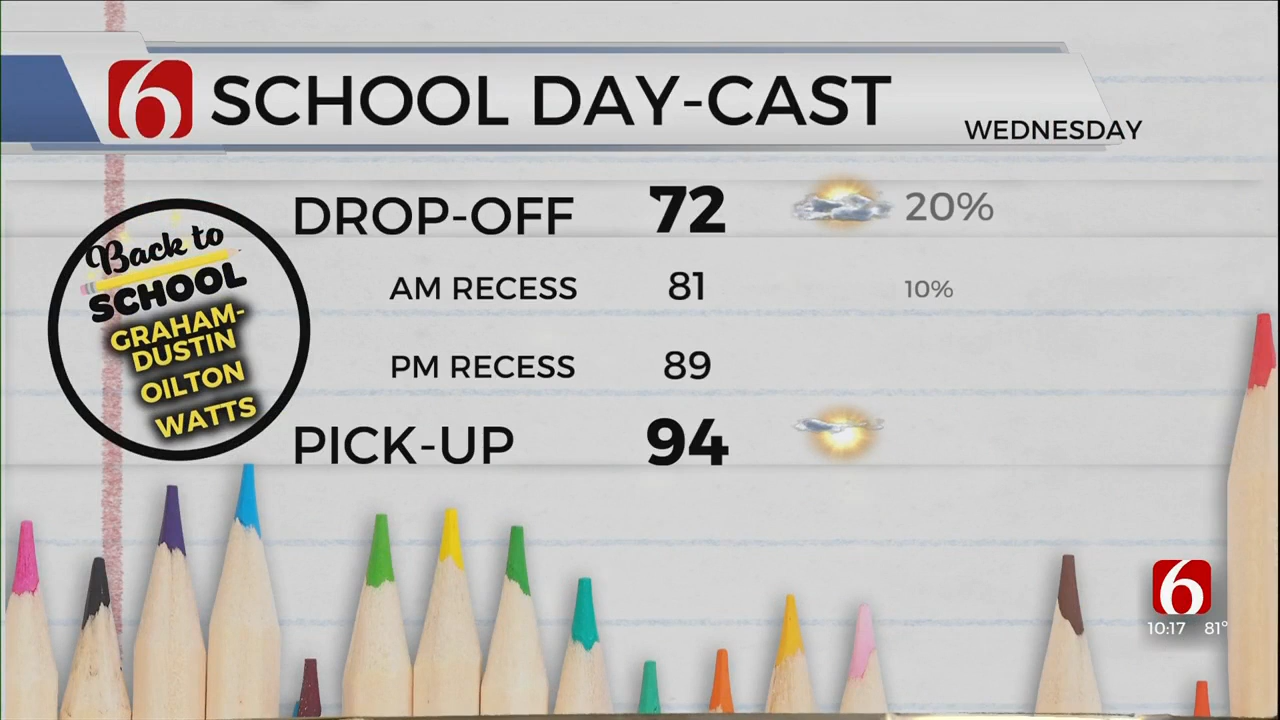 6 SCHOOL DAY-CAST
WEDNESDAY
Back to
SCHOOL
GRAHAM-
DUSTIN
OILTON
WATTS
DROP-OFF 72 20%
AM RECESS 81 10%
PM RECESS 89
PICK-UP 94
6
10:17 81°